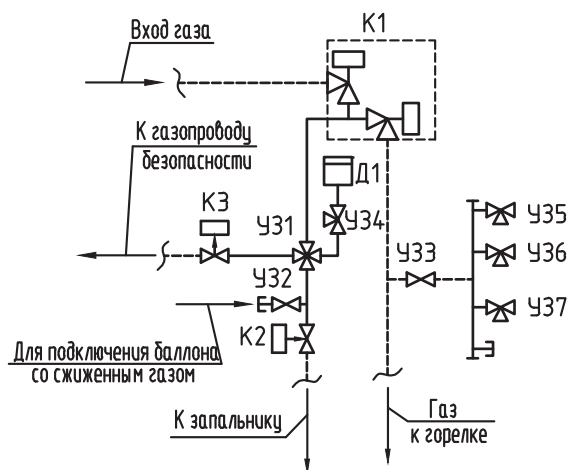 К1
Вход газа
К газопроводу
безопасности
Д1
К3
УЗ1
УЗ4
УЗ5
УЗ3
УЗ6
УЗ2
УЗ7
К2
Для подключения баллона
со сжиженным газом
К запальнику
Газ
к горелке